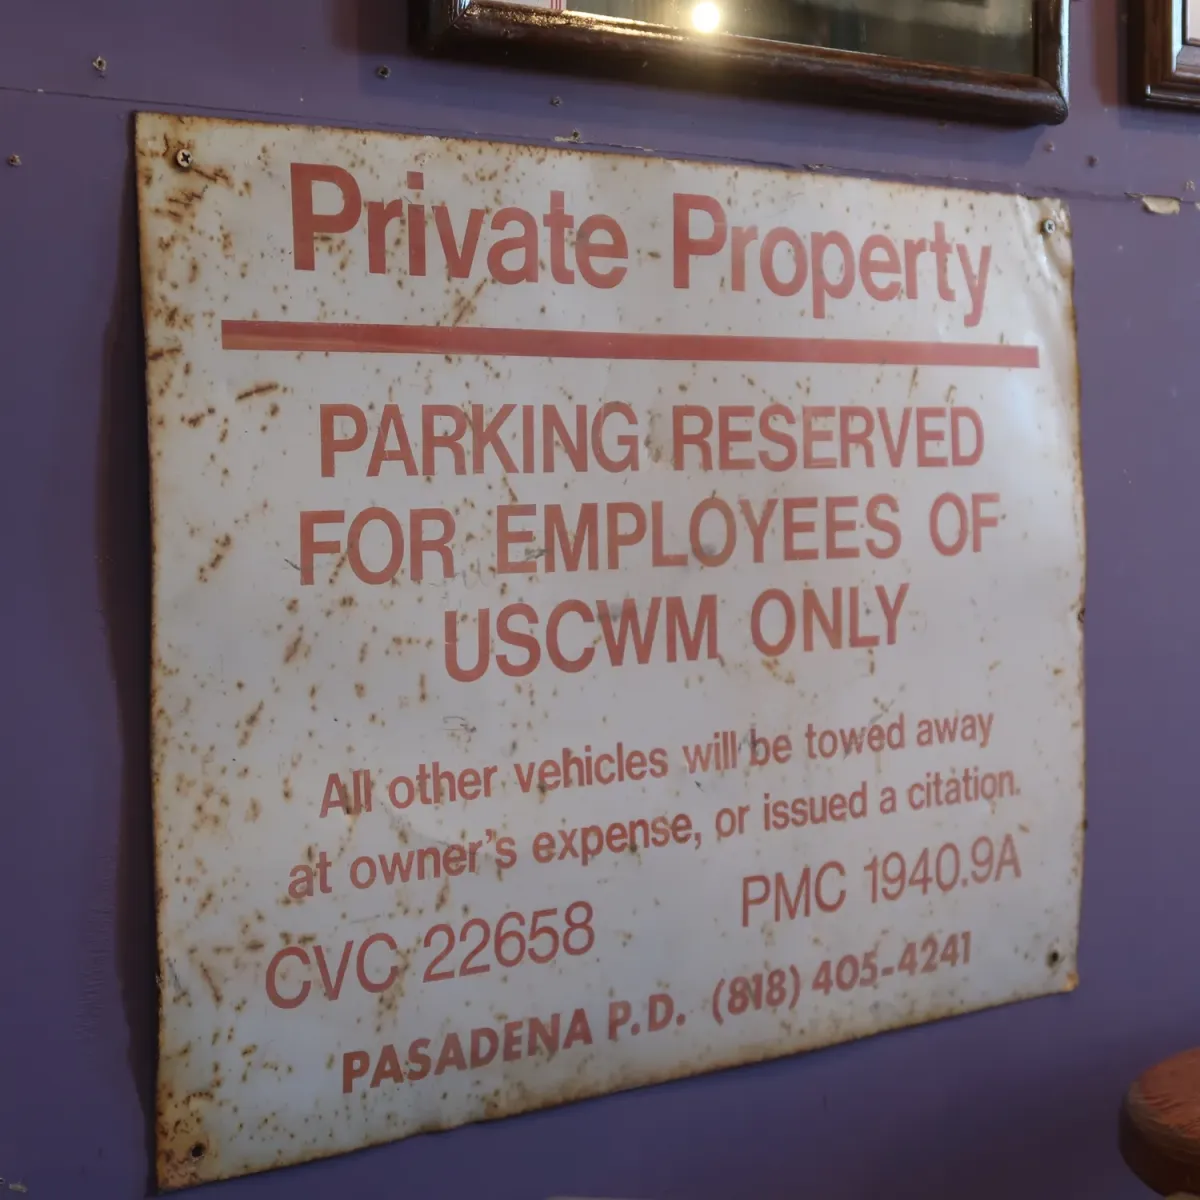 Private Property
PARKING RESERVED
FOR EMPLOYEES OF
USCWM ONLY
All other vehicles will be towed away
at owner's expense, or issued a citation.
CVC 22658 PMC 1940.9A
PASADENA P.D. (818) 405-4241